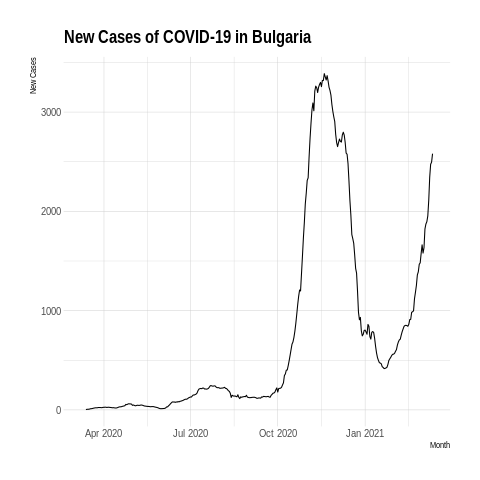 New Cases of COVID-19 in Bulgaria
New Cases
3000
2000
1000
0
Apr 2020 Jul 2020 Oct 2020 Jan 2021
Month